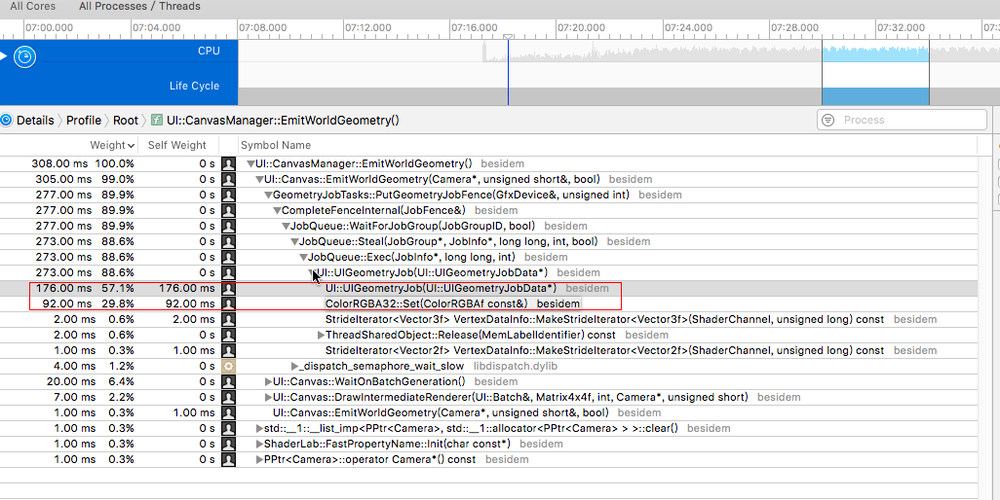 All Cores All Processes / Threads
07:00.000 07:04.000 07:08.000 07:12.000 07:16.000 07:20.000 07:24.000 07:28.000 07:32.000
CPU
Life Cycle
Details Profile Root f UI::CanvasManager::EmitWorldGeometry() Process
Weight Self Weight Symbol Name
308.00 ms 100.0% 0 s UI::CanvasManager::EmitWorldGeometry() besidem
305.00 ms 99.0% 0 s UI::Canvas::EmitWorldGeometry(Camera*, unsigned short&, bool) besidem
277.00 ms 89.9% 0 s GeometryJobTasks::PutGeometryJobFence(GfxDevice&, unsigned int) besidem
277.00 ms 89.9% 0 s CompleteFenceInternal(JobFence&) besidem
277.00 ms 89.9% 0 s JobQueue::WaitForJobGroup(JobGroupID, bool) besidem
273.00 ms 88.6% 0 s JobQueue::Steal(JobGroup*, JobInfo*, long long, int, bool) besidem
273.00 ms 88.6% 0 s JobQueue::Exec(JobInfo*, long long, int) besidem
273.00 ms 88.6% 0 s UI::UIGeometryJob(UI::UIGeometryJobData*) besidem
176.00 ms 57.1% 176.00 ms UI::UIGeometryJob(UI::UIGeometryJobData*) besidem
92.00 ms 29.8% 92.00 ms ColorRGBA32::Set(ColorRGBAf const&) besidem
2.00 ms 0.6% 2.00 ms StrideIterator<Vector3f> VertexDataInfo::MakeStrideIterator<Vector3f>(ShaderChannel, unsigned long) const besidem
2.00 ms 0.6% 0 s ThreadSharedObject::Release(MemLabelIdentifier) const besidem
1.00 ms 0.3% 1.00 ms StrideIterator<Vector2f> VertexDataInfo::MakeStrideIterator<Vector2f>(ShaderChannel, unsigned long) const besidem
4.00 ms 1.2% 0 s _dispatch_semaphore_wait_slow libdispatch.dylib
20.00 ms 6.4% 0 s UI::Canvas::WaitOnBatchGeneration() besidem
7.00 ms 2.2% 0 s UI::Canvas::DrawIntermediateRenderer(UI::Batch&, Matrix4x4f, int, Camera*, unsigned short) besidem
1.00 ms 0.3% 1.00 ms UI::Canvas::EmitWorldGeometry(Camera*, unsigned short&, bool) besidem
1.00 ms 0.3% 0 s std::__1::__list_imp<PPtr<Camera>, std::__1::allocator<PPtr<Camera> > >::clear() besidem
1.00 ms 0.3% 0 s ShaderLab::FastPropertyName::Init(char const*) besidem
1.00 ms 0.3% 0 s PPtr<Camera>::operator Camera*() const besidem